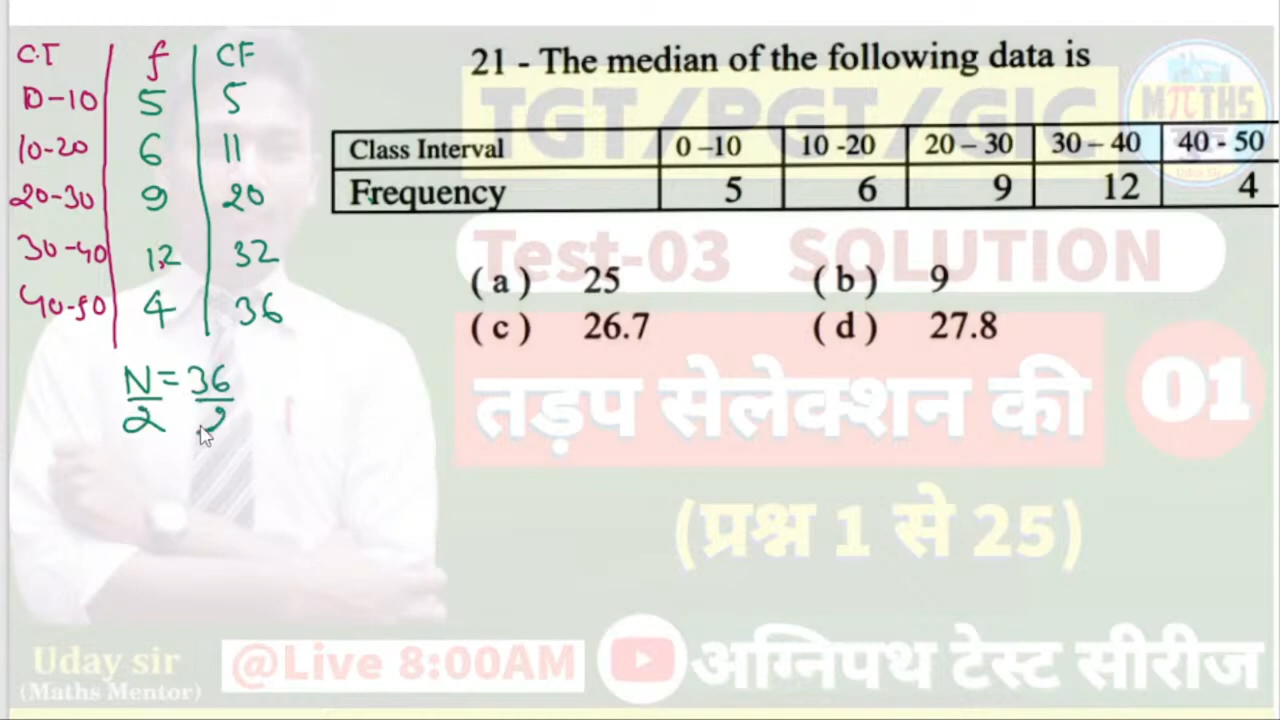 C.I f CF
0-10 5 5
10-20 6 11
20-30 9 20
30-40 12 32
40-50 4 36
N = 36
2 2
21 - The median of the following data is
TGT/PGT/GIC
MπTHS
Class Interval 0 –10 10 -20 20 – 30 30 – 40 40 - 50
Frequency 5 6 9 12 4
Test-03 SOLUTION
( a ) 25 ( b ) 9
( c ) 26.7 ( d ) 27.8
तड़प सेलेक्शन की 01
(प्रश्न 1 से 25)
Uday sir
(Maths Mentor)
@Live 8:00AM
अग्निपथ टेस्ट सीरीज